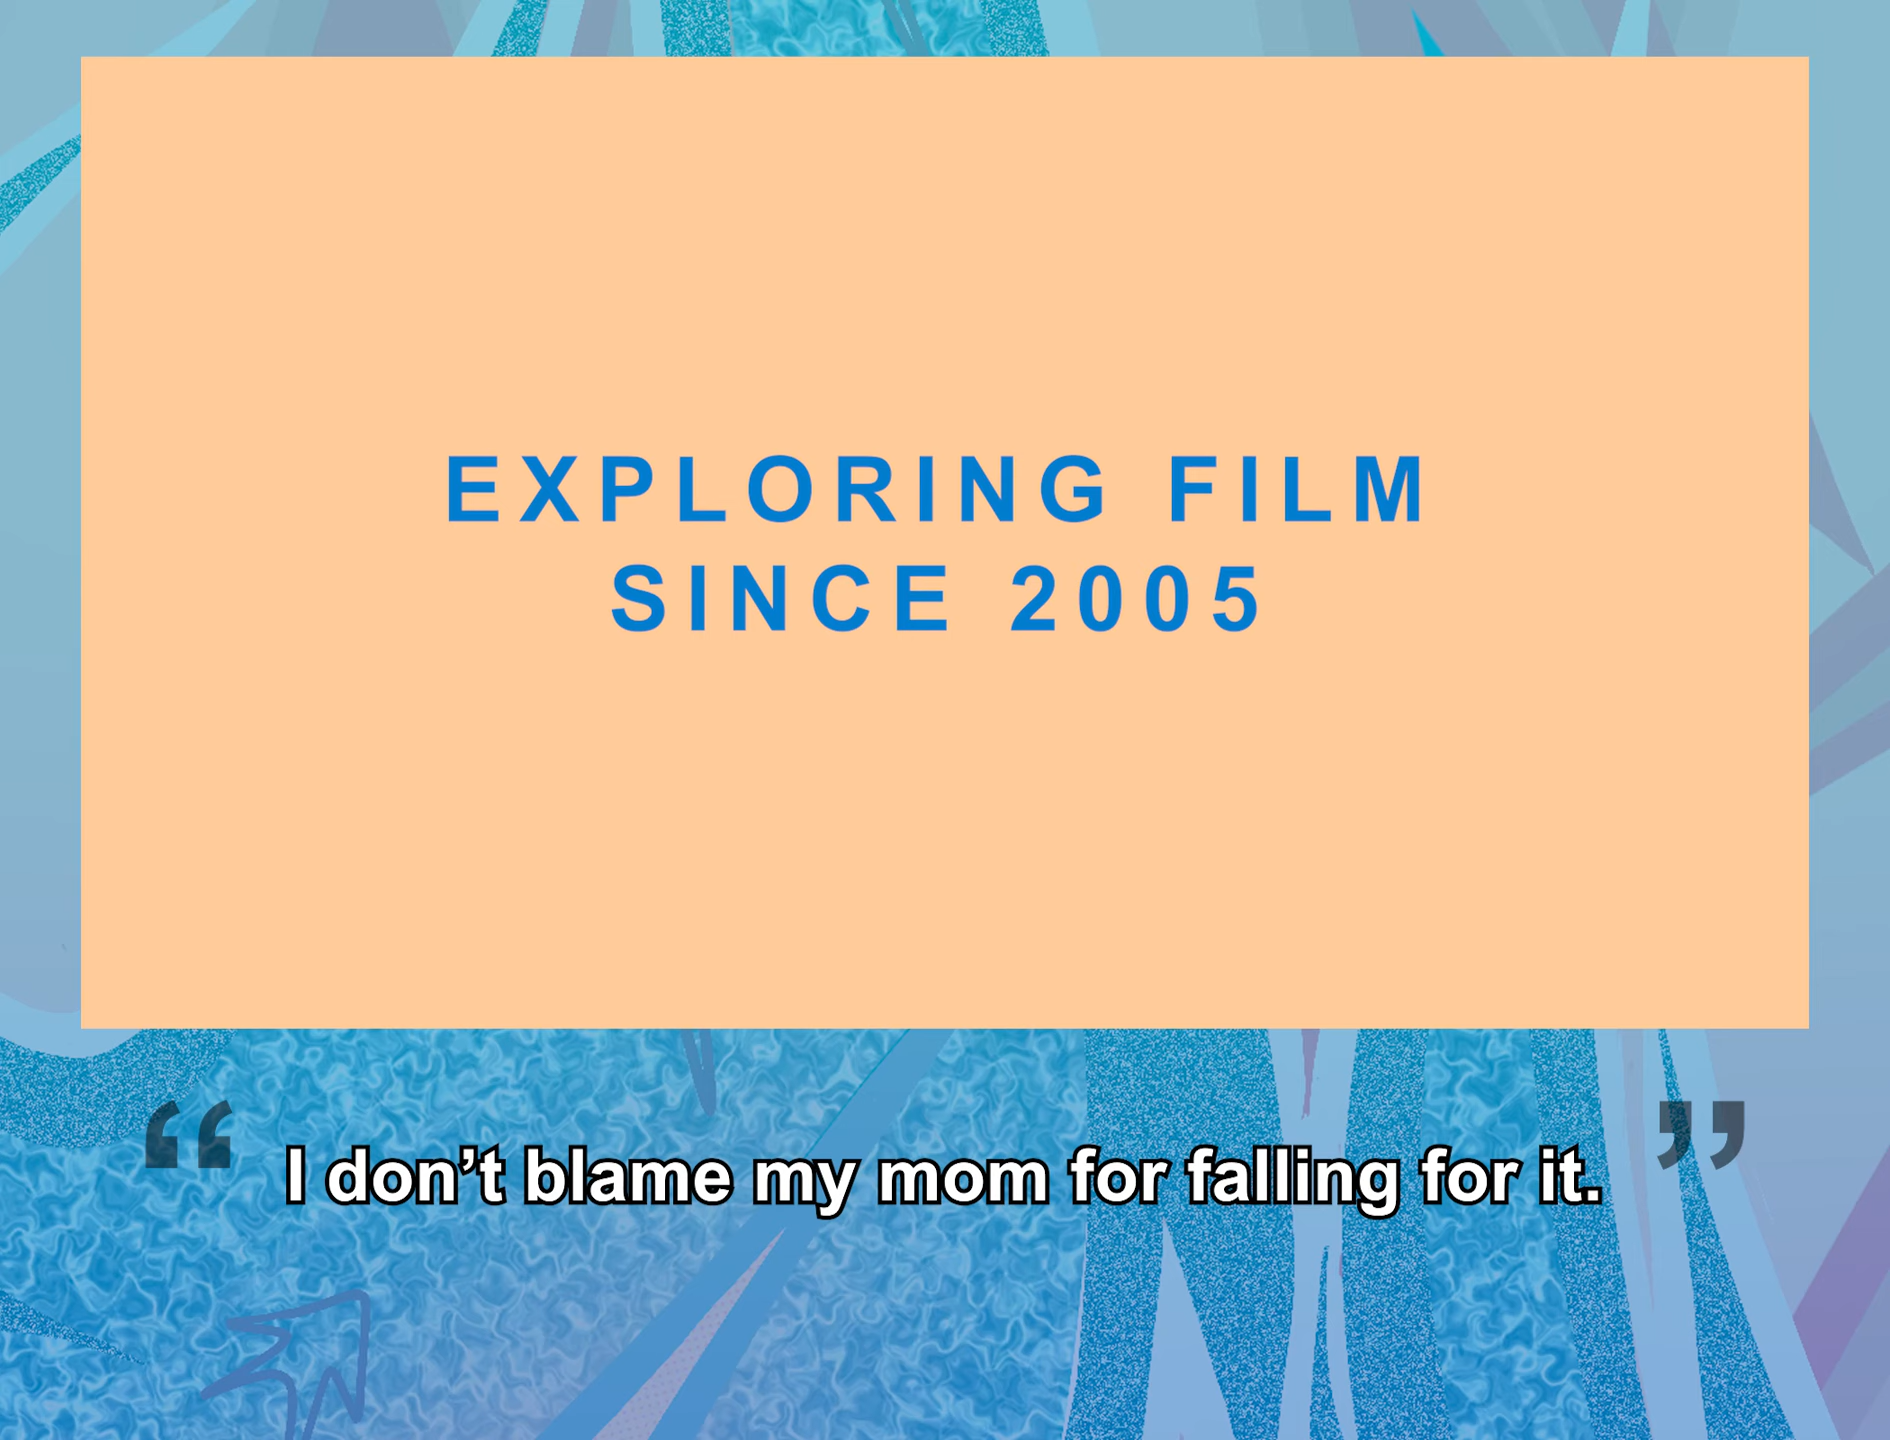 EXPLORING FILM
SINCE 2005
“ I don’t blame my mom for falling for it. ”